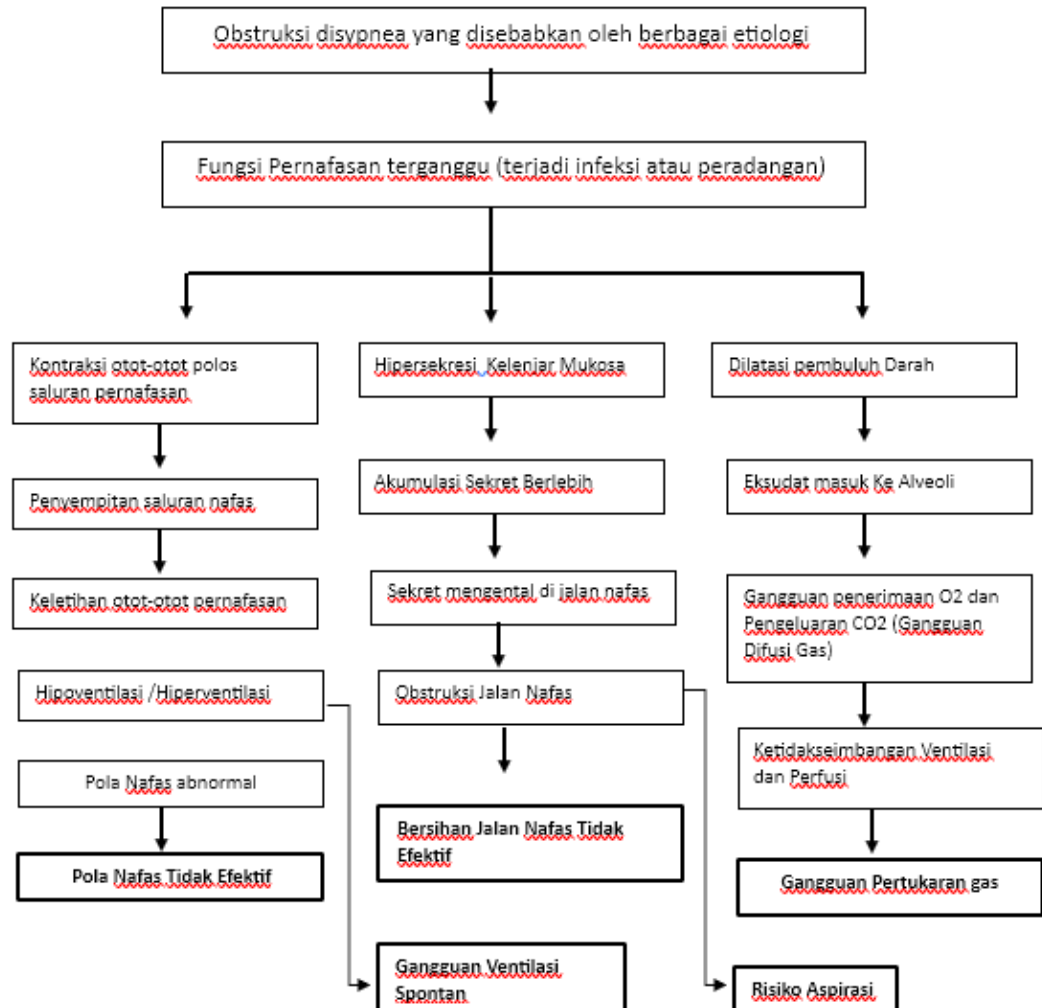 Obstruksi disypnea yang disebabkan oleh berbagai etiologi
Fungsi Pernafasan terganggu (terjadi infeksi atau peradangan)
Kontraksi otot-otot polos
saluran pernafasan
Penyempitan saluran nafas
Keletihan otot-otot pernafasan
Hipoventilasi /Hiperventilasi
Pola Nafas abnormal
Pola Nafas Tidak Efektif
Hipersekresi Kelenjar Mukosa
Akumulasi Sekret Berlebih
Sekret mengental di jalan nafas
Obstruksi Jalan Nafas
Bersihan Jalan Nafas Tidak
Efektif
Gangguan Ventilasi
Spontan
Dilatasi pembuluh Darah
Eksudat masuk Ke Alveoli
Gangguan penerimaan O2 dan
Pengeluaran CO2 (Gangguan
Difusi Gas)
Ketidakseimbangan Ventilasi
dan Perfusi
Gangguan Pertukaran gas
Risiko Aspirasi